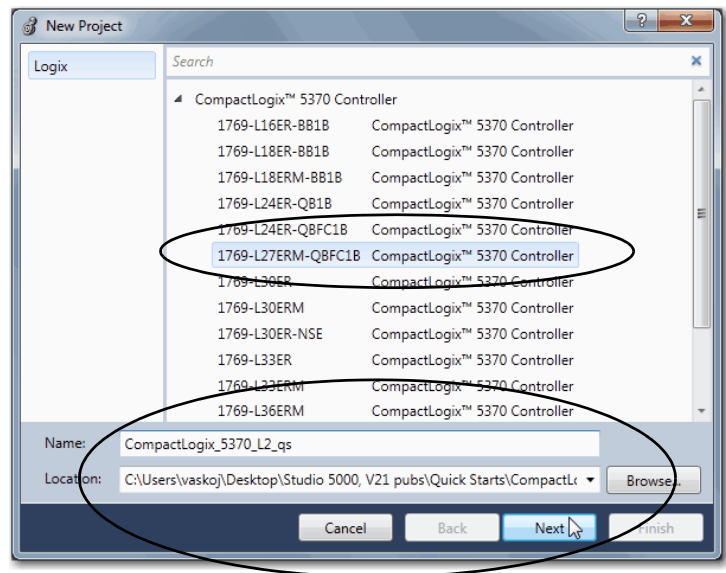 New Project
Logix
Search
CompactLogix™ 5370 Controller
1769-L16ER-BB1B CompactLogix™ 5370 Controller
1769-L18ER-BB1B CompactLogix™ 5370 Controller
1769-L18ERM-BB1B CompactLogix™ 5370 Controller
1769-L24ER-QB1B CompactLogix™ 5370 Controller
1769-L24ER-QBFC1B CompactLogix™ 5370 Controller
1769-L27ERM-QBFC1B CompactLogix™ 5370 Controller
1769-L30ER CompactLogix™ 5370 Controller
1769-L30ERM CompactLogix™ 5370 Controller
1769-L30ER-NSE CompactLogix™ 5370 Controller
1769-L33ER CompactLogix™ 5370 Controller
1769-L33ERM CompactLogix™ 5370 Controller
1769-L36ERM CompactLogix™ 5370 Controller
Name: CompactLogix_5370_L2_qs
Location: C:\Users\vaskoj\Desktop\Studio 5000, V21 pubs\Quick Starts\CompactLo Browse...
Cancel Back Next Finish